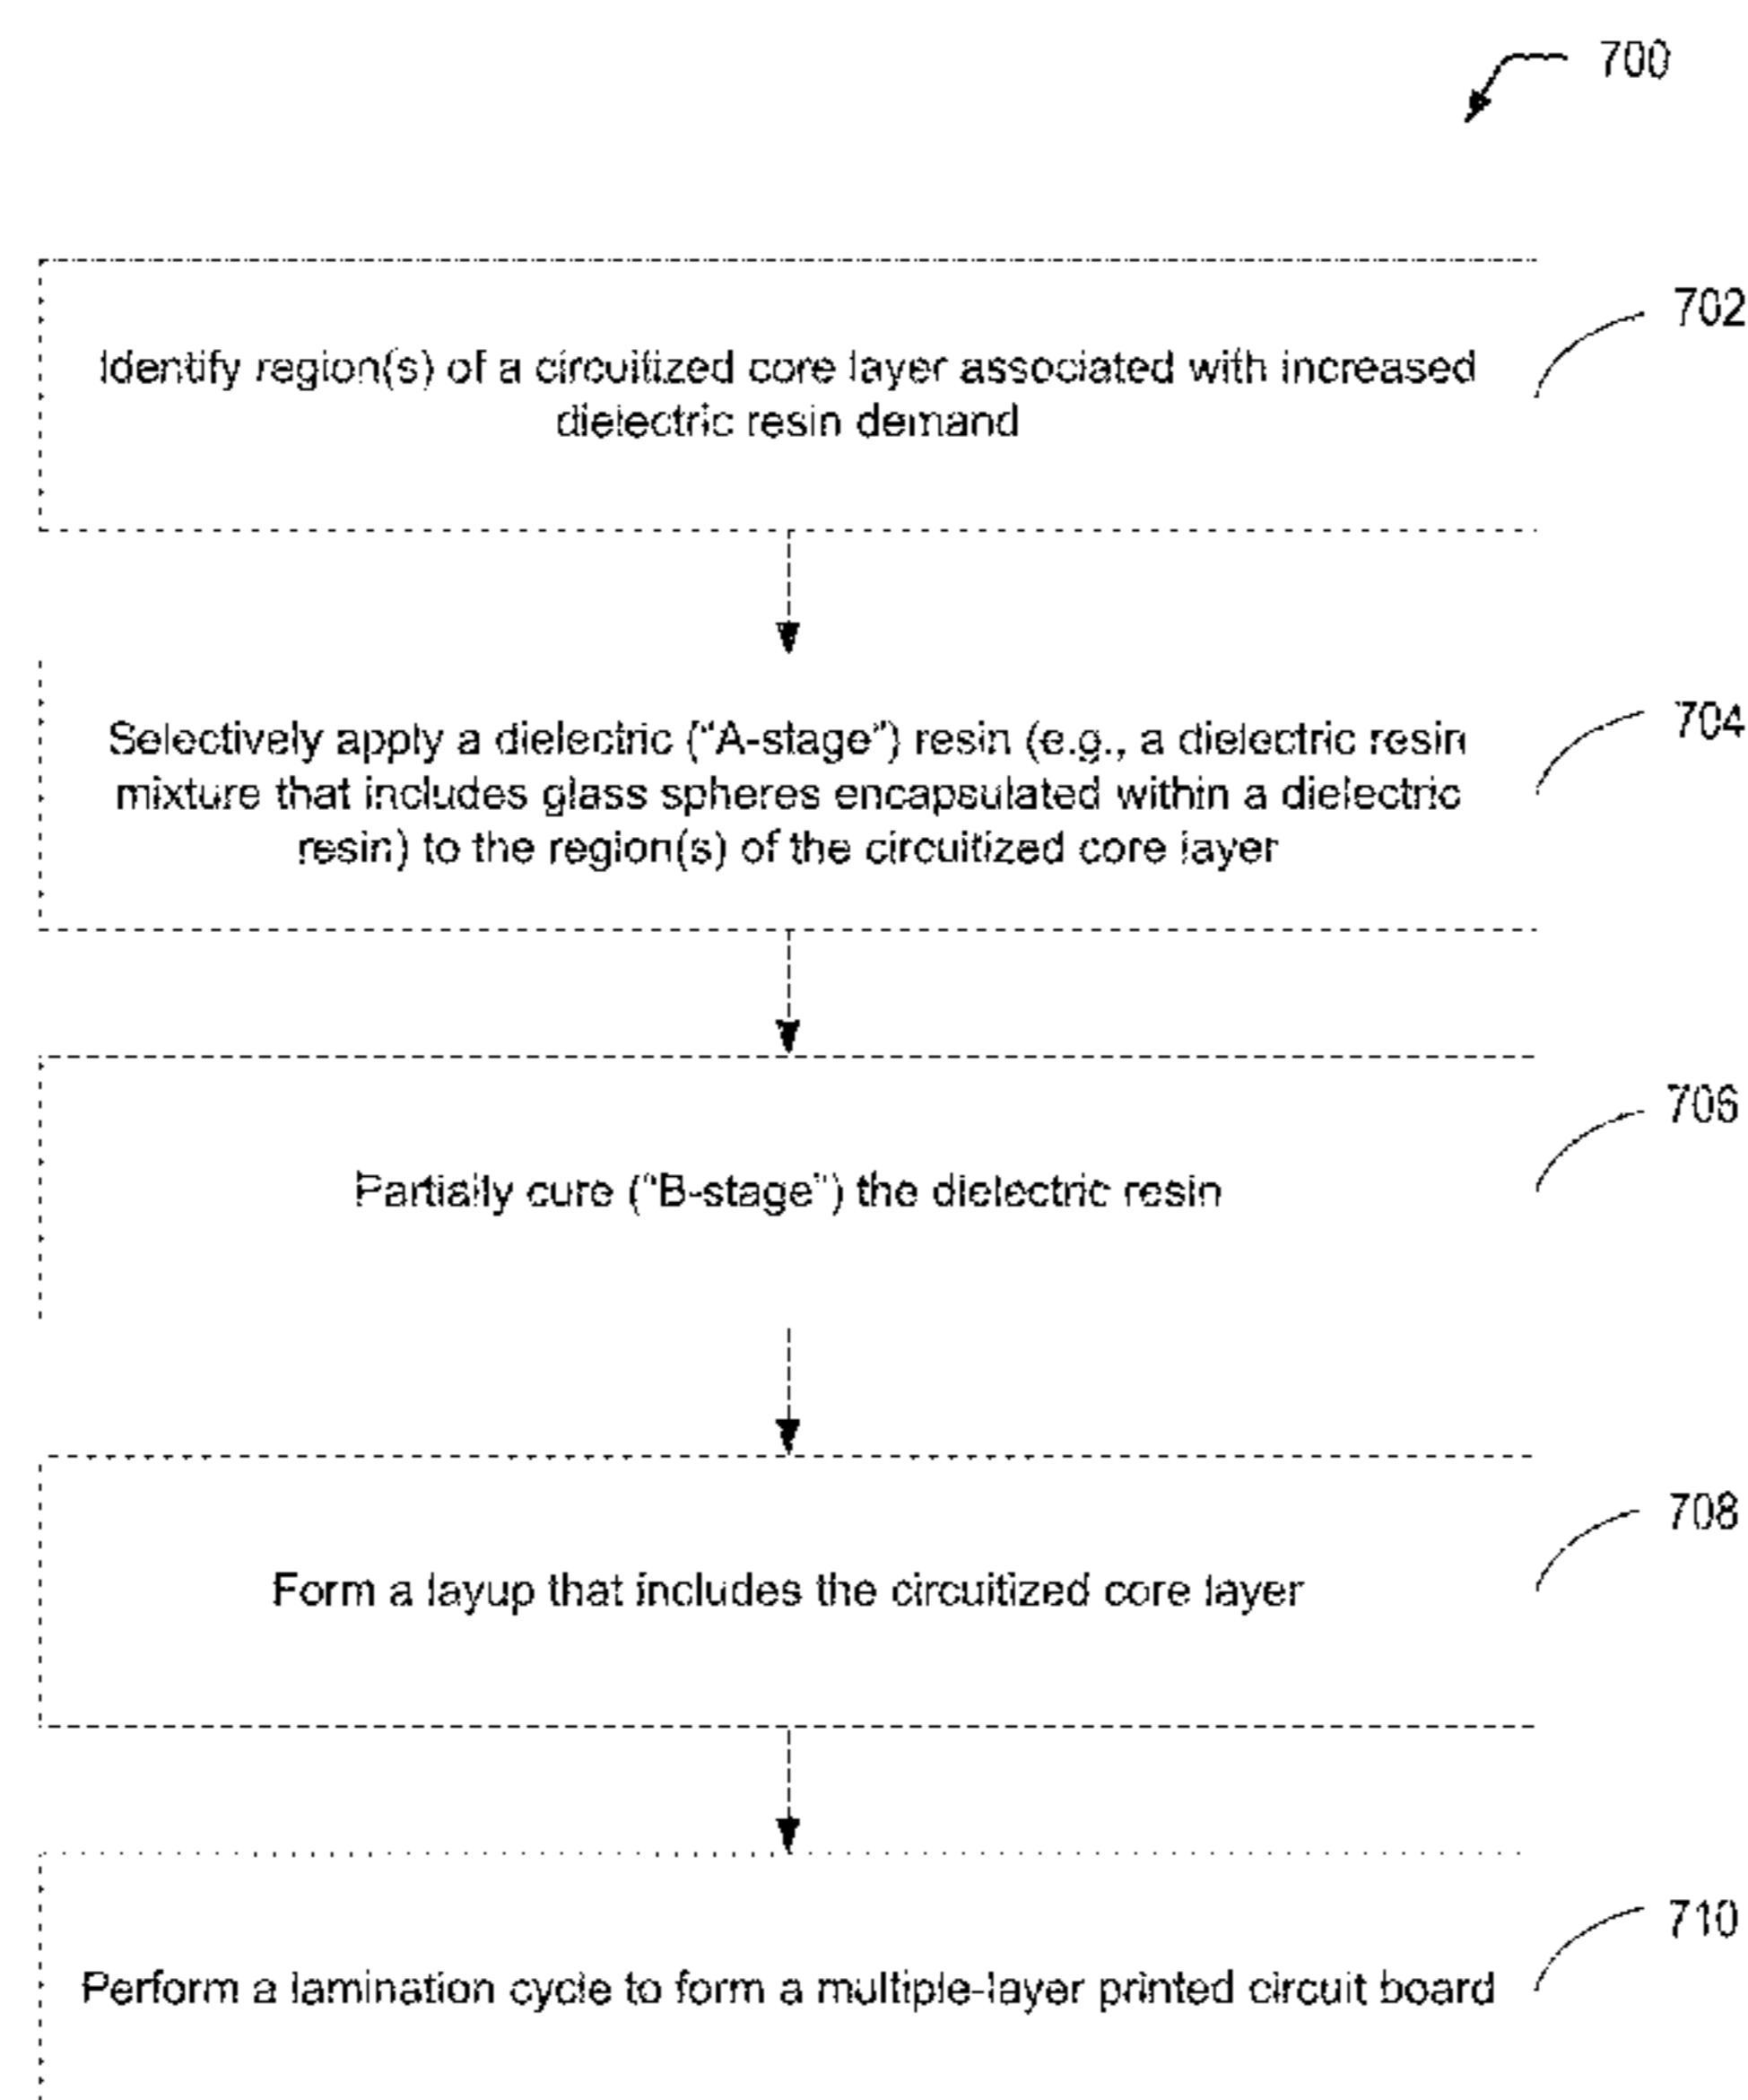 700
702
Identify region(s) of a circuitized core layer associated with increased
dielectric resin demand
704
Selectively apply a dielectric ("A-stage") resin (e.g., a dielectric resin
mixture that includes glass spheres encapsulated within a dielectric
resin) to the region(s) of the circuitized core layer
706
Partially cure ("B-stage") the dielectric resin
708
Form a layup that includes the circuitized core layer
710
Perform a lamination cycle to form a multiple-layer printed circuit board